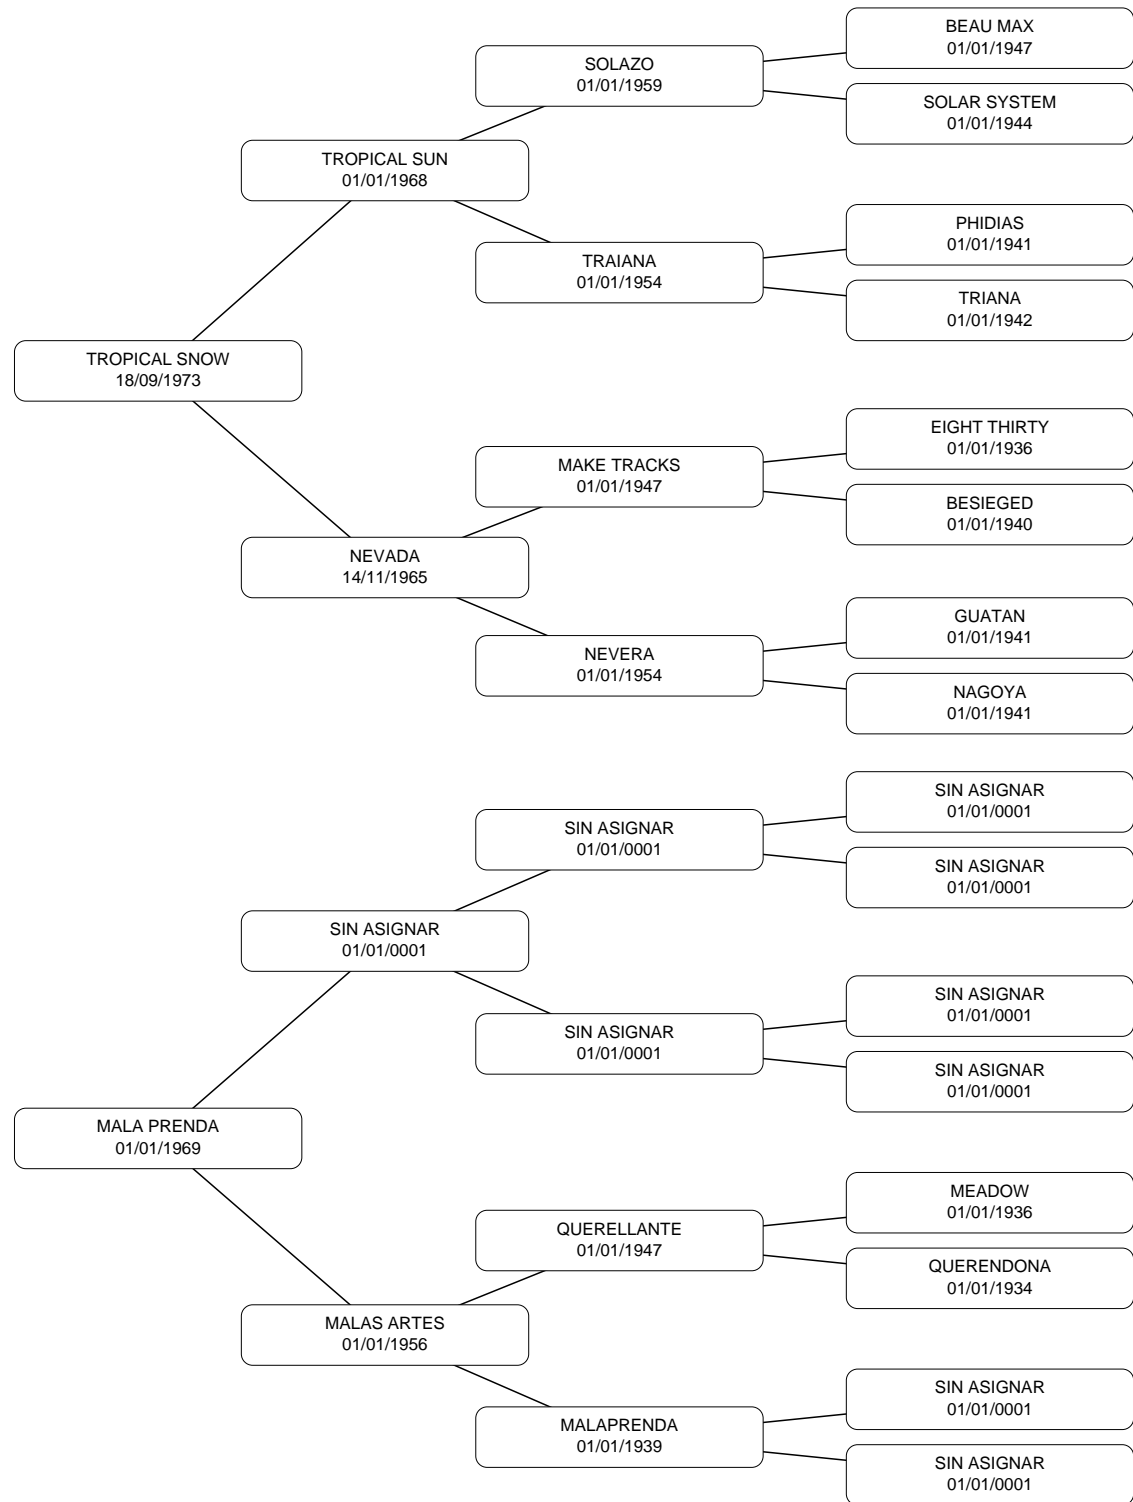 BEAU MAX
01/01/1947
SOLAZO
01/01/1959
SOLAR SYSTEM
01/01/1944
TROPICAL SUN
01/01/1968
PHIDIAS
01/01/1941
TRAIANA
01/01/1954
TRIANA
01/01/1942
TROPICAL SNOW
18/09/1973
EIGHT THIRTY
01/01/1936
MAKE TRACKS
01/01/1947
BESIEGED
01/01/1940
NEVADA
14/11/1965
GUATAN
01/01/1941
NEVERA
01/01/1954
NAGOYA
01/01/1941
SIN ASIGNAR
01/01/0001
SIN ASIGNAR
01/01/0001
SIN ASIGNAR
01/01/0001
SIN ASIGNAR
01/01/0001
SIN ASIGNAR
01/01/0001
SIN ASIGNAR
01/01/0001
SIN ASIGNAR
01/01/0001
MALA PRENDA
01/01/1969
MEADOW
01/01/1936
QUERELLANTE
01/01/1947
QUERENDONA
01/01/1934
MALAS ARTES
01/01/1956
SIN ASIGNAR
01/01/0001
MALAPRENDA
01/01/1939
SIN ASIGNAR
01/01/0001